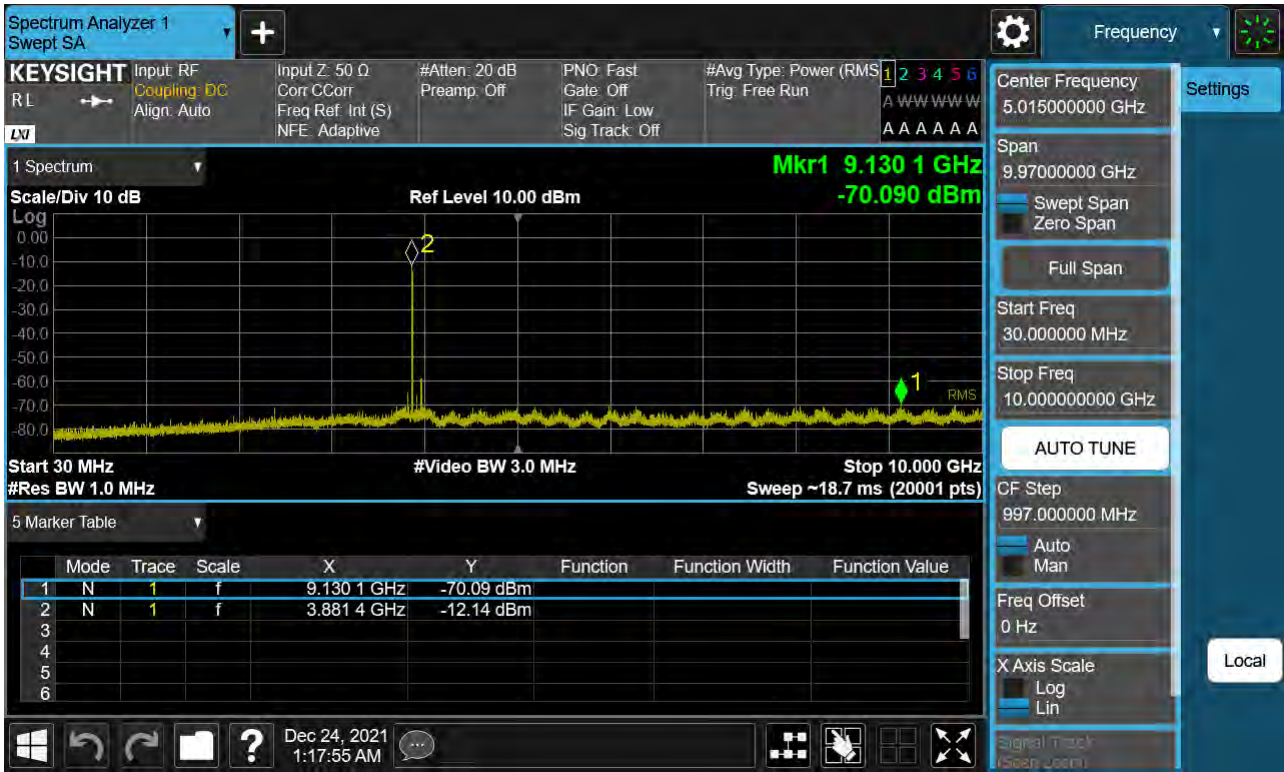 Spectrum Analyzer 1
Swept SA
+
Frequency
KEYSIGHT
RL
LXI
Input: RF
Coupling: DC
Align: Auto
Input Z: 50 Ω
Corr CCorr
Freq Ref: Int (S)
NFE: Adaptive
#Atten: 20 dB
Preamp: Off
PNO: Fast
Gate: Off
IF Gain: Low
Sig Track: Off
#Avg Type: Power (RMS
Trig: Free Run
1 2 3 4 5 6
A W W W W W
A A A A A A
1 Spectrum
Mkr1 9.130 1 GHz
Scale/Div 10 dB
Ref Level 10.00 dBm
-70.090 dBm
Log
0.00
-10.0
-20.0
-30.0
-40.0
-50.0
-60.0
-70.0
-80.0
2
1
RMS
Start 30 MHz
#Video BW 3.0 MHz
Stop 10.000 GHz
#Res BW 1.0 MHz
Sweep ~18.7 ms (20001 pts)
5 Marker Table
Mode Trace Scale X Y Function Function Width Function Value
1 N 1 f 9.130 1 GHz -70.09 dBm
2 N 1 f 3.881 4 GHz -12.14 dBm
3
4
5
6
Dec 24, 2021
1:17:55 AM
?
Center Frequency
5.015000000 GHz
Settings
Span
9.97000000 GHz
Swept Span
Zero Span
Full Span
Start Freq
30.000000 MHz
Stop Freq
10.000000000 GHz
AUTO TUNE
CF Step
997.000000 MHz
Auto
Man
Freq Offset
0 Hz
X Axis Scale
Log
Lin
Local
Signal Track
(Span Zoom)